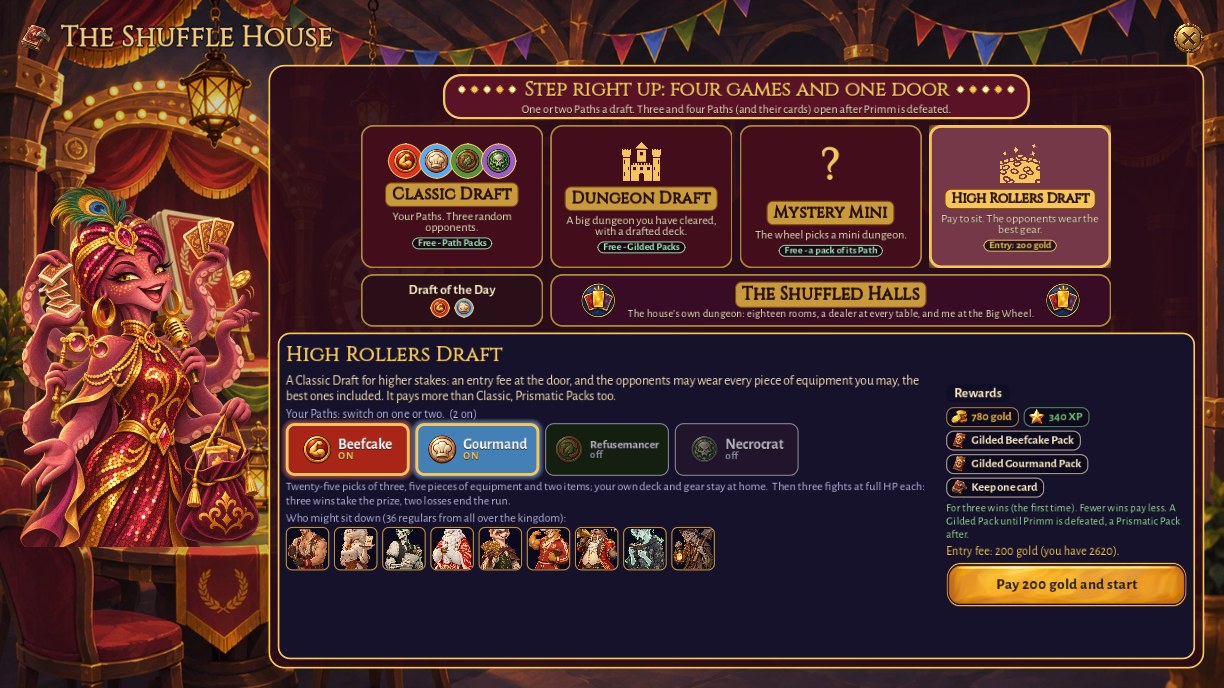 The Shuffle House
Step right up: four games and one door
One or two Paths a draft. Three and four Paths (and their cards) open after Primm is defeated.
Classic Draft
Your Paths. Three random
opponents.
Free - Path Packs
Dungeon Draft
A big dungeon you have cleared,
with a drafted deck.
Free - Gilded Packs
?
Mystery Mini
The wheel picks a mini dungeon.
Free - a pack of its Path
High Rollers Draft
Pay to sit. The opponents wear the
best gear.
Entry: 200 gold
Draft of the Day
The Shuffled Halls
The house's own dungeon: eighteen rooms, a dealer at every table, and me at the Big Wheel.
High Rollers Draft
A Classic Draft for higher stakes: an entry fee at the door, and the opponents may wear every piece of equipment you may, the
best ones included. It pays more than Classic, Prismatic Packs too.
Your Paths: switch on one or two. (2 on)
Beefcake
ON
Gourmand
ON
Refusemancer
off
Necrocrat
off
Twenty-five picks of three, five pieces of equipment and two items; your own deck and gear stay at home. Then three fights at full HP each:
three wins take the prize, two losses end the run.
Who might sit down (36 regulars from all over the kingdom):
Rewards
780 gold
340 XP
Gilded Beefcake Pack
Gilded Gourmand Pack
Keep one card
For three wins (the first time). Fewer wins pay less. A
Gilded Pack until Primm is defeated, a Prismatic Pack
after.
Entry fee: 200 gold (you have 2620).
Pay 200 gold and start